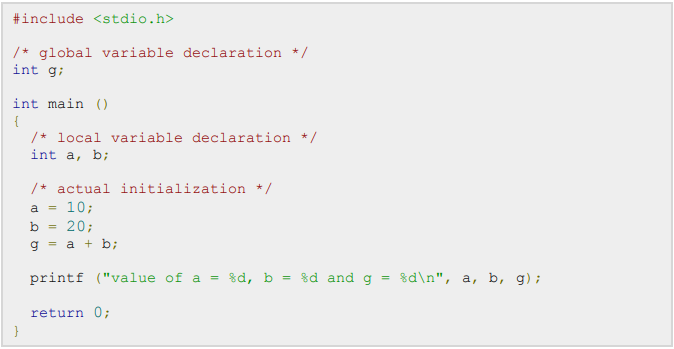 #include <stdio.h>
/* global variable declaration */
int g;
int main ()
{
/* local variable declaration */
int a, b;
/* actual initialization */
a = 10;
b = 20;
g = a + b;
printf ("value of a = %d, b = %d and g = %d\n", a, b, g);
return 0;
}